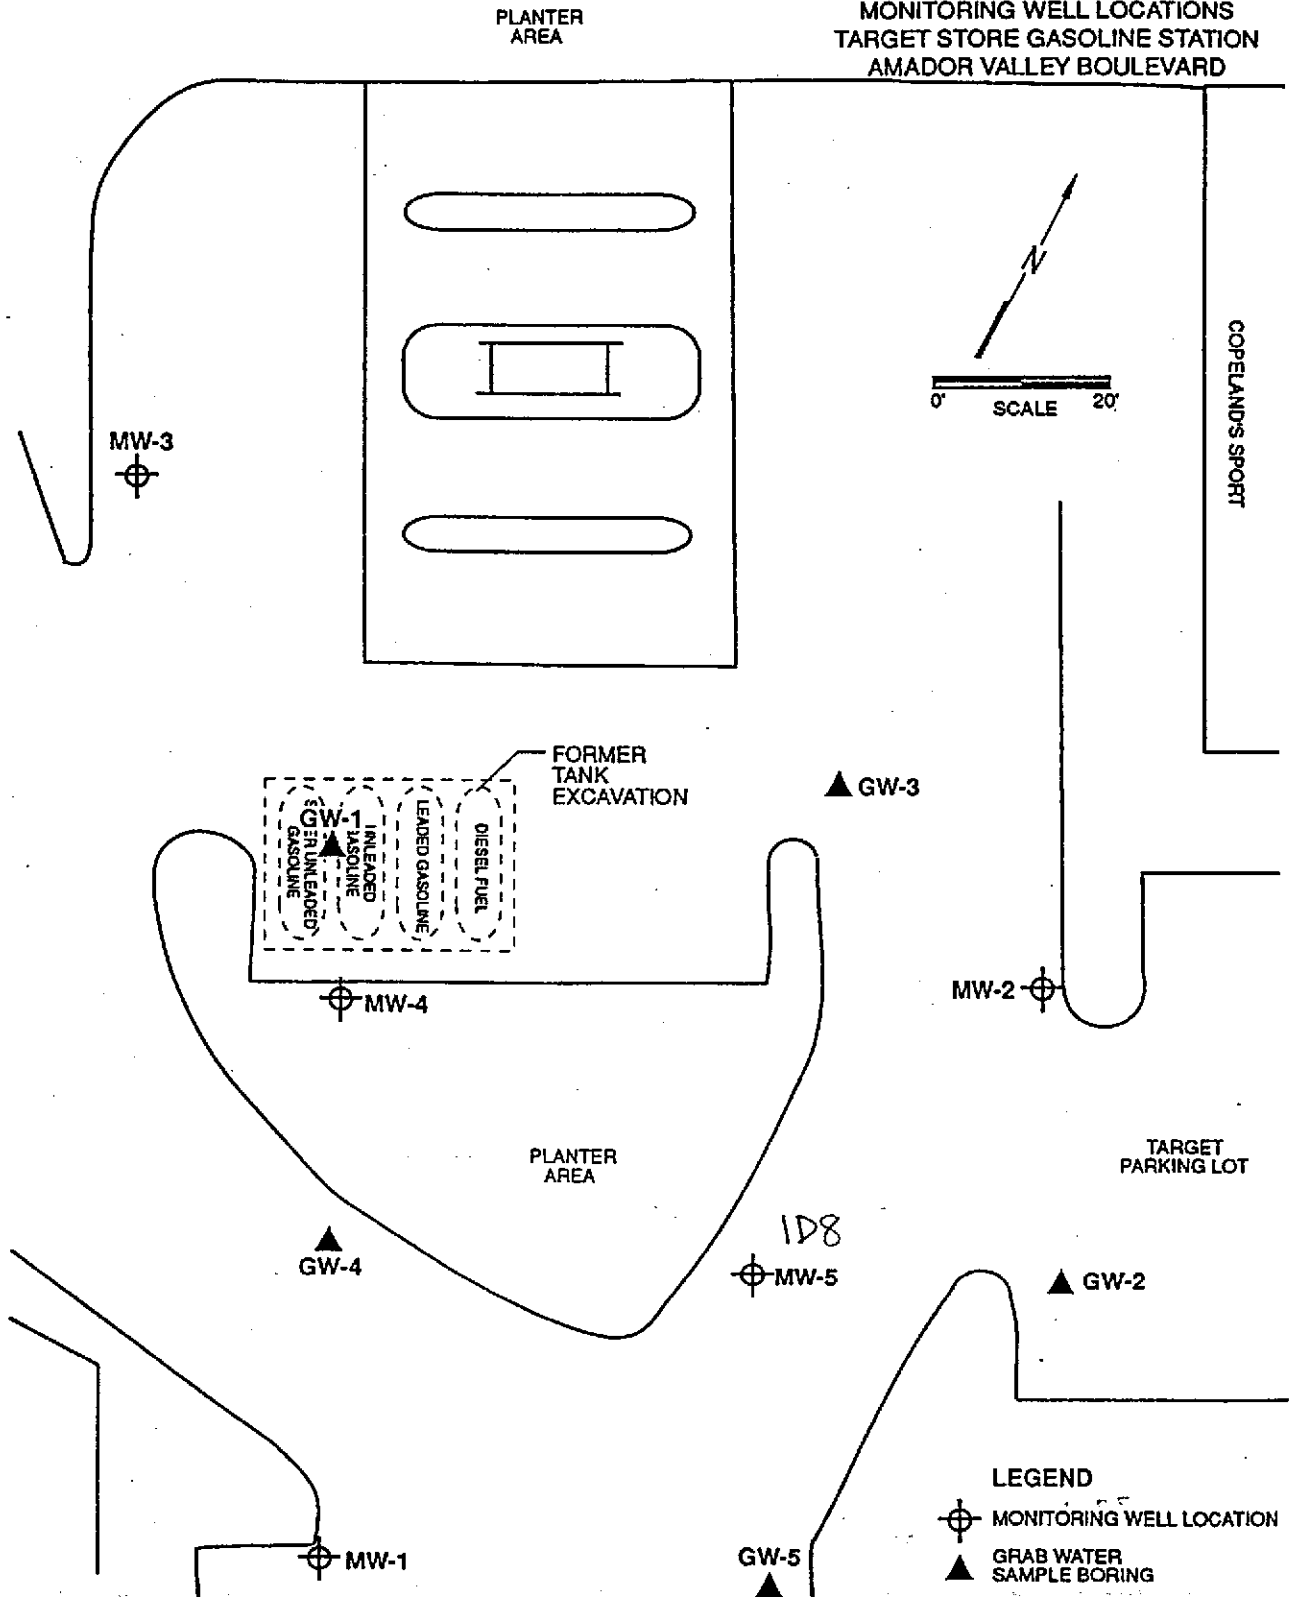 PLANTER
AREA
MONITORING WELL LOCATIONS
TARGET STORE GASOLINE STATION
AMADOR VALLEY BOULEVARD
N
0'
SCALE
20'
COPELAND'S SPORT
MW-3
FORMER
TANK
EXCAVATION
GW-3
GW-1
UNLEADED
GASOLINE
GASOLINE
LEADED GASOLINE
DIESEL FUEL
MW-4
MW-2
PLANTER
AREA
TARGET
PARKING LOT
1D8
GW-4
MW-5
GW-2
LEGEND
MONITORING WELL LOCATION
GRAB WATER
SAMPLE BORING
MW-1
GW-5